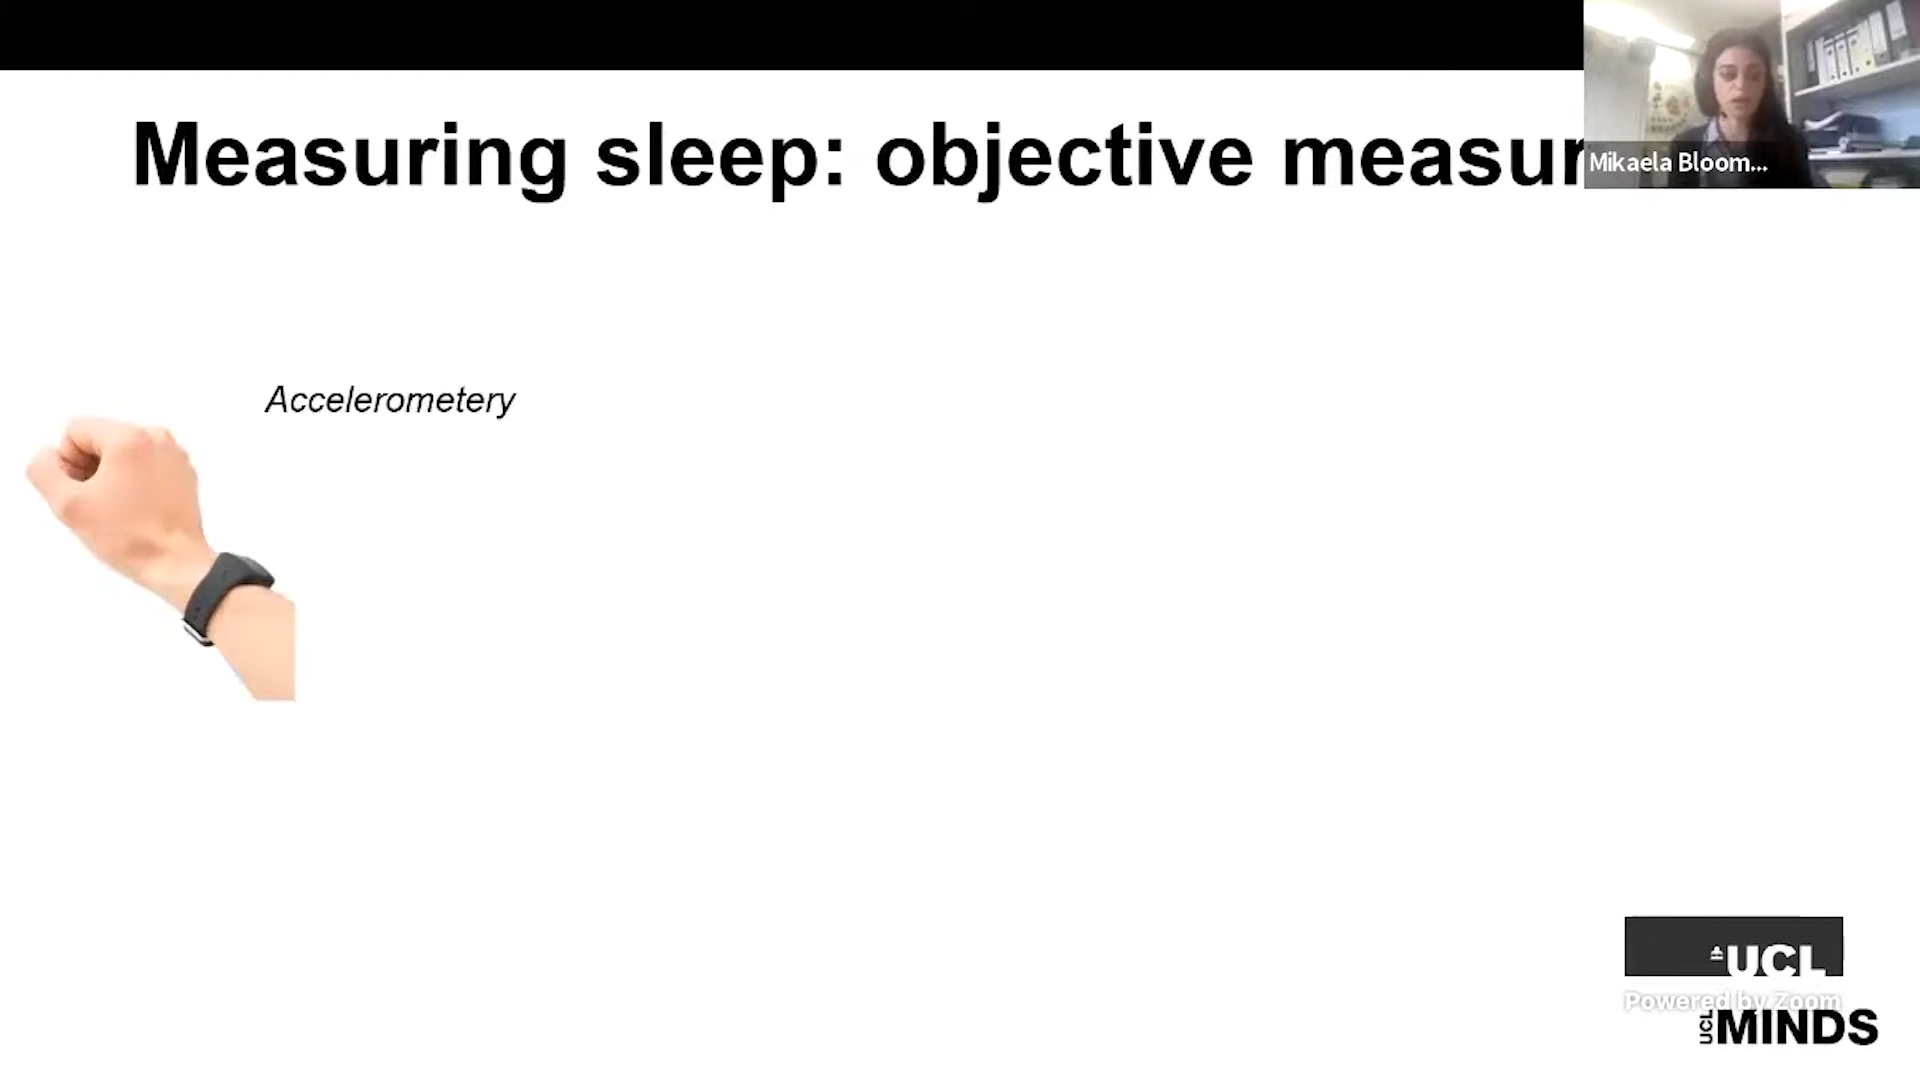 Measuring sleep: objective measur
Mikaela Bloom...
Accelerometery
UCL
Powered by Zoom
UCL MINDS